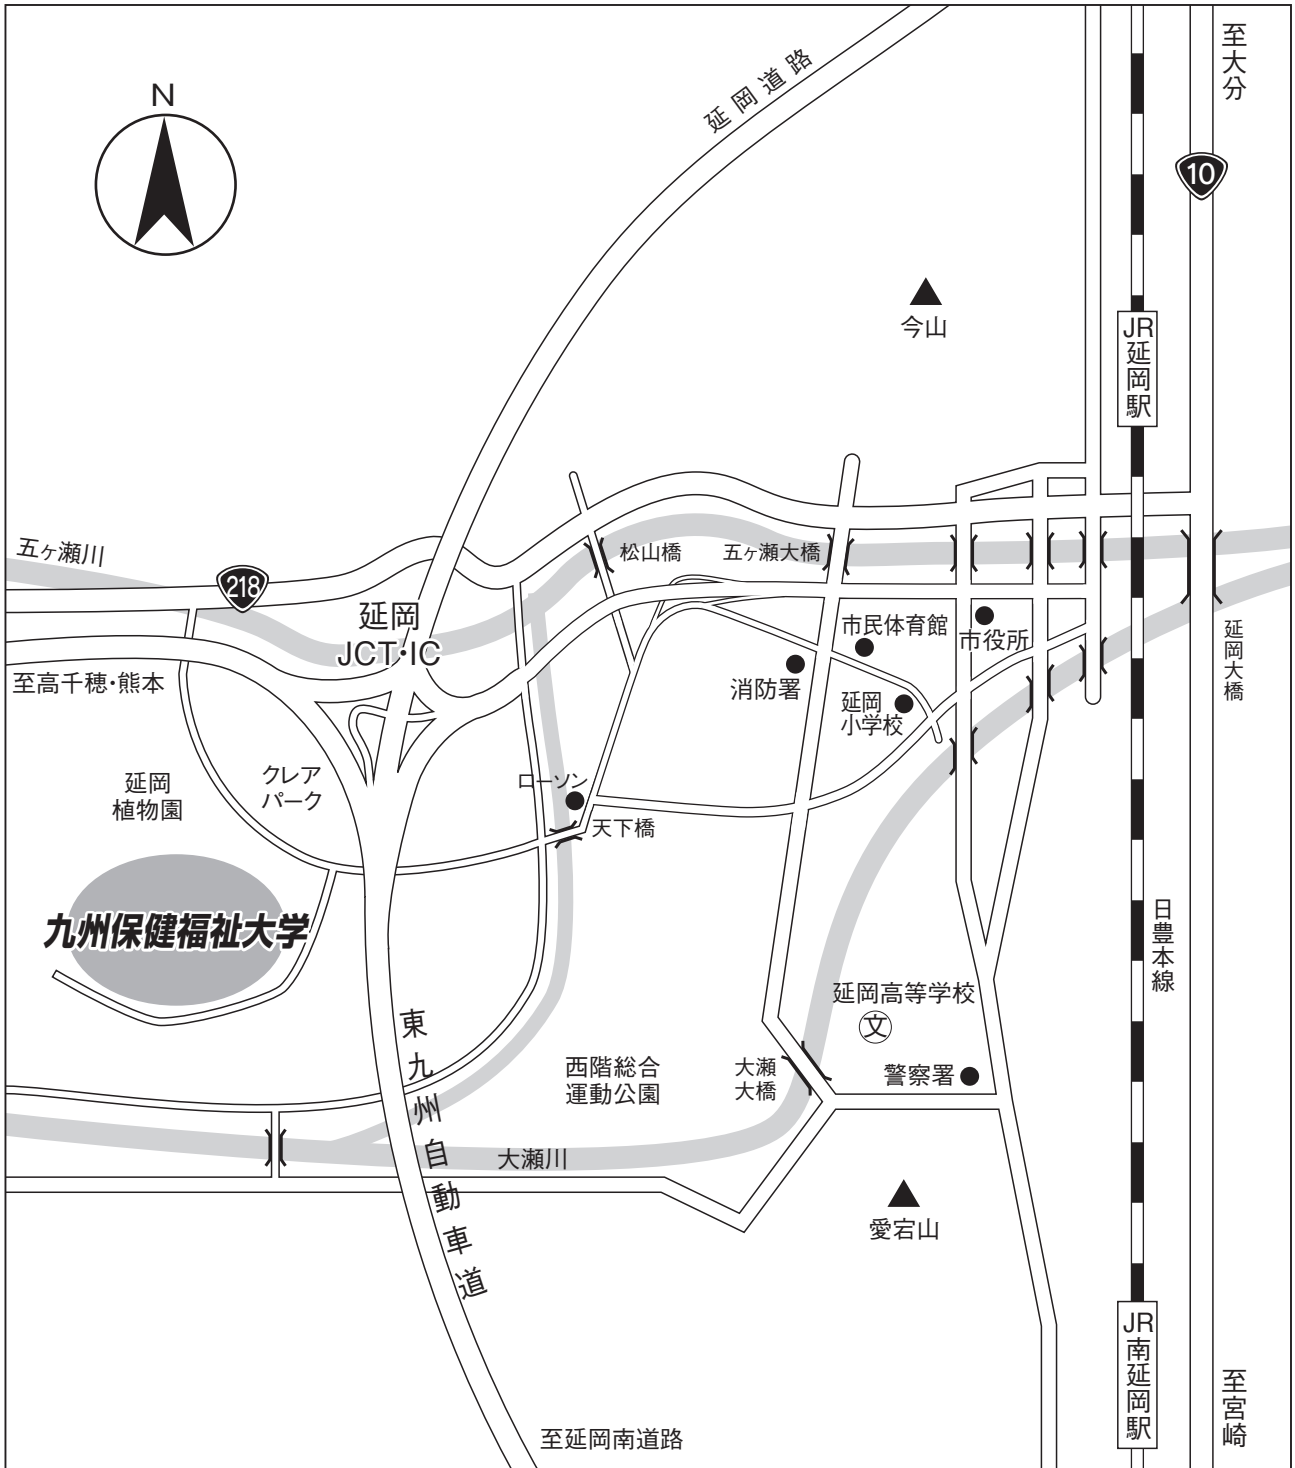 至大分
N
延岡道路
10
今山
JR延岡駅
五ヶ瀬川
松山橋
五ヶ瀬大橋
218
延岡
JCT・IC
市民体育館
市役所
延岡大橋
至高千穂・熊本
消防署
延岡
小学校
延岡
植物園
クレア
パーク
ローソン
天下橋
九州保健福祉大学
日豊本線
延岡高等学校
文
東九州自動車道
西階総合
運動公園
大瀬
大橋
警察署
大瀬川
愛宕山
JR南延岡駅
至宮崎
至延岡南道路